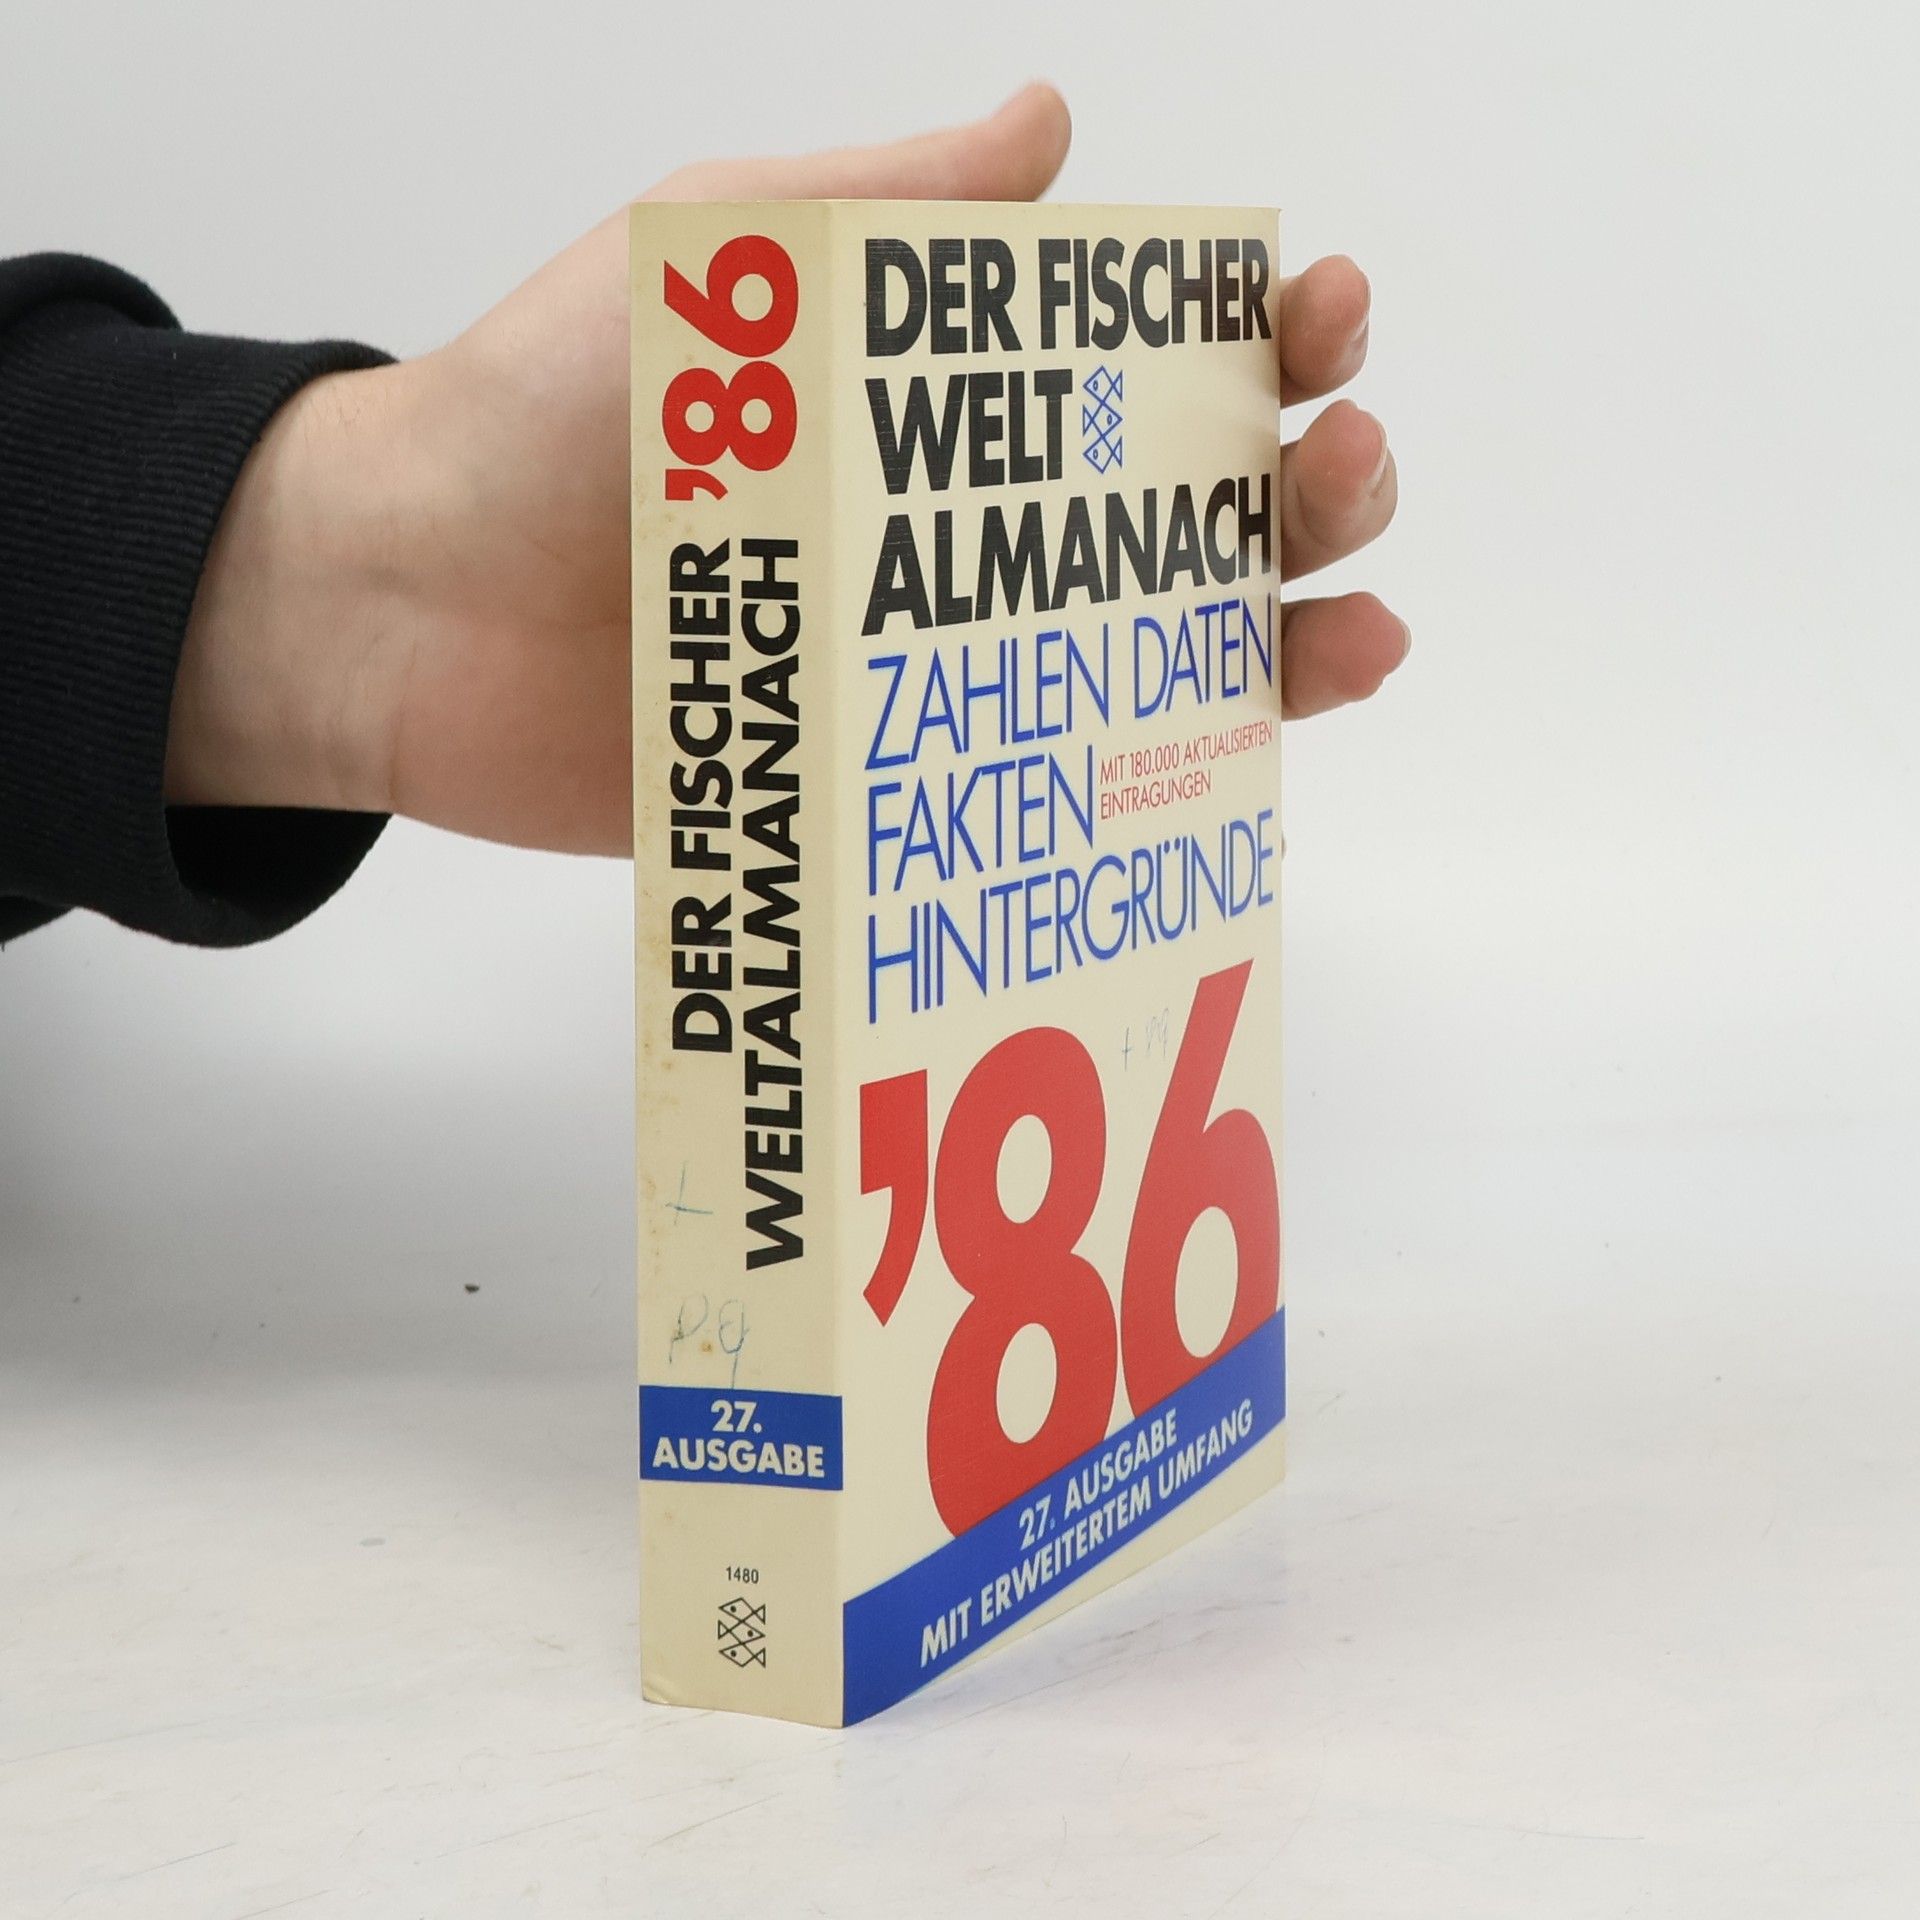 '86
DER FISCHER
WELTALMANACH
27.
AUSGABE
1480
DER FISCHER
WELT
ALMANACH
ZAHLEN DATEN
FAKTEN
MIT 180.000 AKTUALISIERTEN
EINTRAGUNGEN
HINTERGRÜNDE
'86
27. AUSGABE
MIT ERWEITERTEM UMFANG